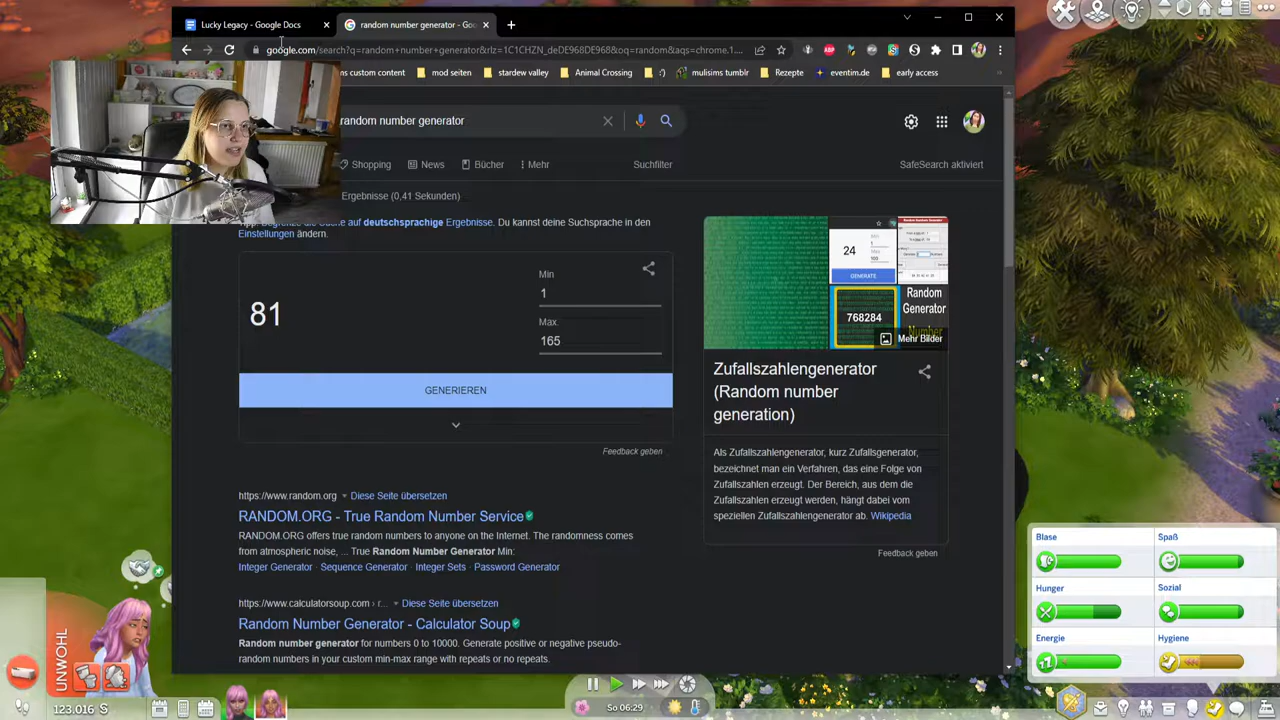 Lucky Legacy - Google Docs
random number generator - Goo
google.com/search?q=random+number+generator&rlz=1C1CHZN_deDE968DE968&oq=random&aqs=chrome.1....
ms custom content
mod seiten
stardew valley
Animal Crossing
:)
mulisims tumblr
Rezepte
eventim.de
early access
random number generator
Shopping
News
Bücher
Mehr
Suchfilter
SafeSearch aktiviert
Ergebnisse (0,41 Sekunden)
auf deutschsprachige Ergebnisse. Du kannst deine Suchsprache in den
Einstellungen ändern.
Min
1
81
Max
165
GENERIEREN
Feedback geben
24
GENERATE
768284
Random
Generator
Number
Mehr Bilder
Zufallszahlengenerator
(Random number
generation)
Als Zufallszahlengenerator, kurz Zufallsgenerator,
bezeichnet man ein Verfahren, das eine Folge von
Zufallszahlen erzeugt. Der Bereich, aus dem die
Zufallszahlen erzeugt werden, hängt dabei vom
speziellen Zufallszahlengenerator ab. Wikipedia
Feedback geben
https://www.random.org
Diese Seite übersetzen
RANDOM.ORG - True Random Number Service
RANDOM.ORG offers true random numbers to anyone on the Internet. The randomness comes
from atmospheric noise, ... True Random Number Generator Min:
Integer Generator · Sequence Generator · Integer Sets · Password Generator
https://www.calculatorsoup.com › r...
Diese Seite übersetzen
Random Number Generator - Calculator Soup
Random number generator numbers 0 to 10000. Generate positive or negative pseudo-
random numbers in your custom min-max range with repeats or no repeats.
Blase
Spaß
Hunger
Sozial
Energie
Hygiene
UNWOHL
123.016 $
So 06:29